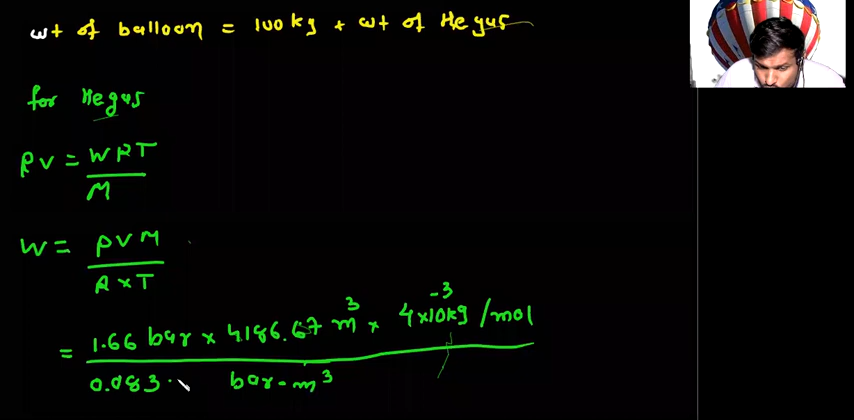 wt of balloon = 100 kg + wt of He gas
for He gas
PV = WRT / M
W = PVM / R × T
= 1.66 bar × 4186.67 m³ × 4×10⁻³ kg / mol
0.083 . bar - m³